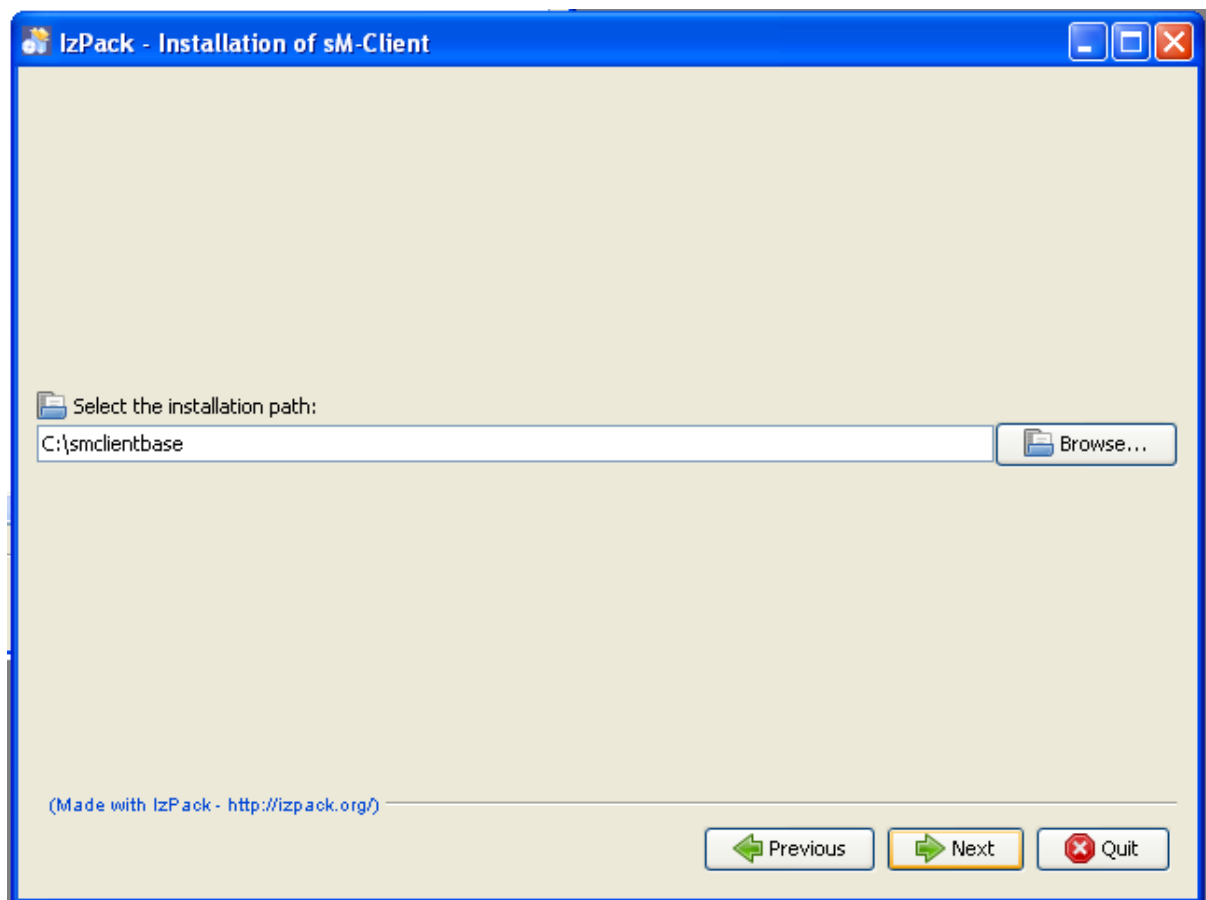 IzPack - Installation of sM-Client
Select the installation path:
C:\smclientbase
Browse...
(Made with IzPack - http://izpack.org/)
Previous
Next
Quit